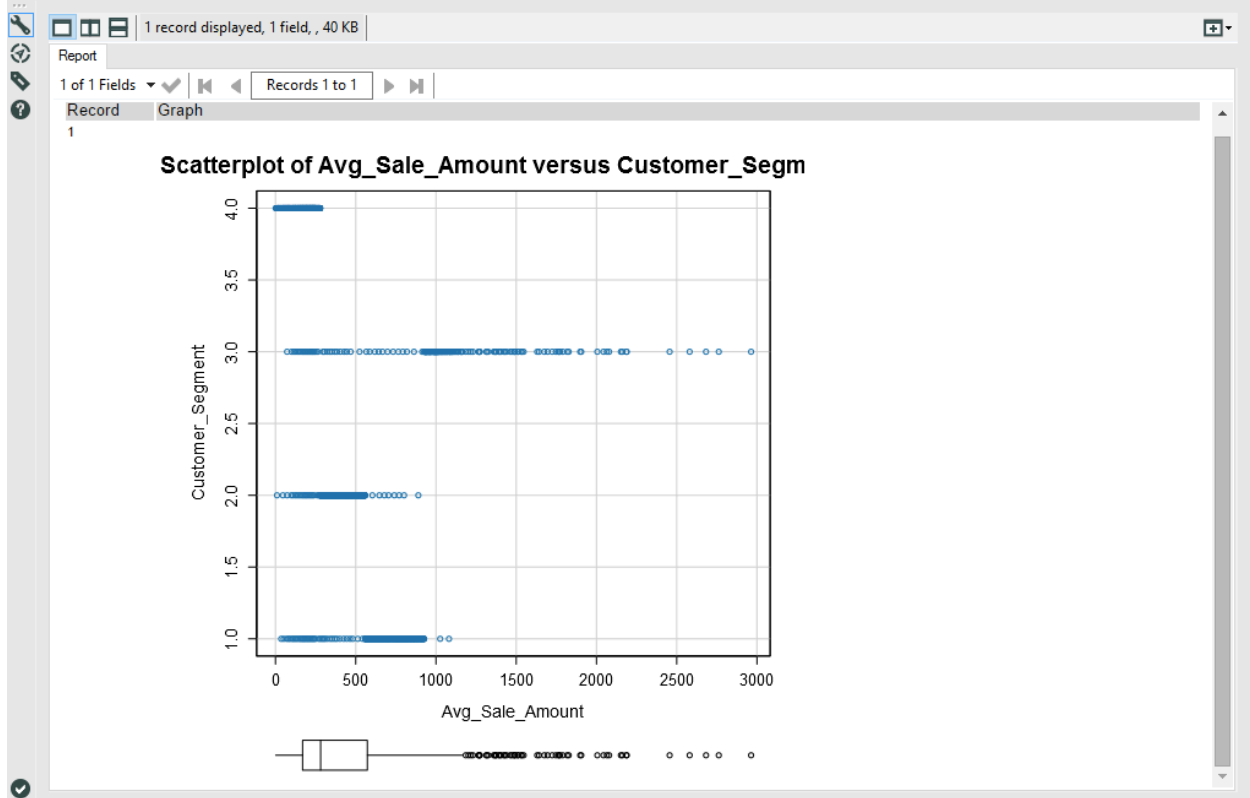 1 record displayed, 1 field, , 40 KB
Report
1 of 1 Fields
Records 1 to 1
Record Graph
1
Scatterplot of Avg_Sale_Amount versus Customer_Segm
4.0
3.5
3.0
2.5
2.0
1.5
1.0
Customer_Segment
0 500 1000 1500 2000 2500 3000
Avg_Sale_Amount